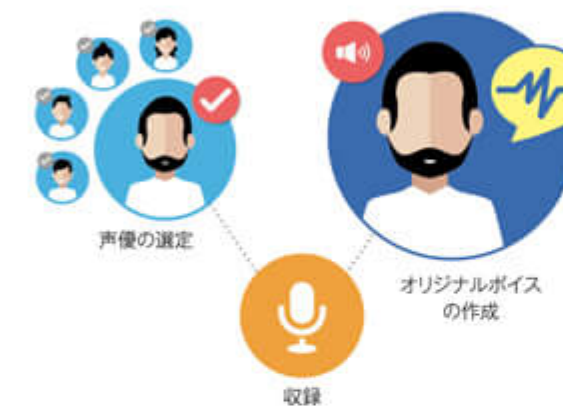 声優の選定
オリジナルボイス
の作成
収録